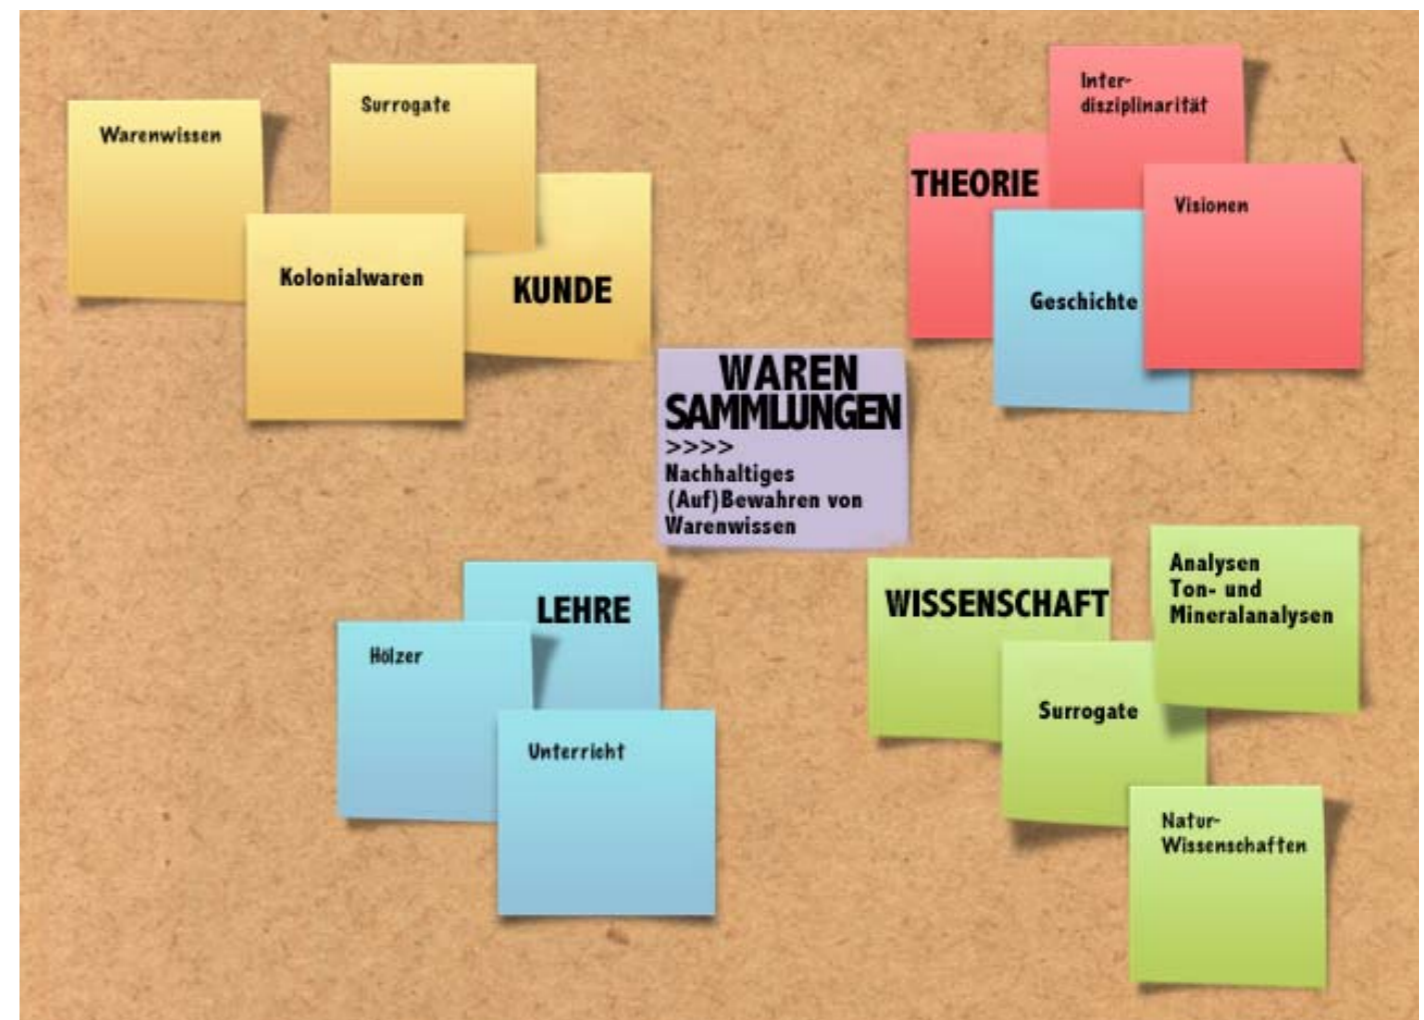 Warenwissen
Surrogate
Kolonialwaren
KUNDE
THEORIE
Inter-
disziplinarität
Visionen
Geschichte
WAREN
SAMMLUNGEN
>>>>
Nachhaltiges
(Auf)Bewahren von
Warenwissen
LEHRE
Hölzer
Unterricht
WISSENSCHAFT
Analysen
Ton- und
Mineralanalysen
Surrogate
Natur-
Wissenschaften